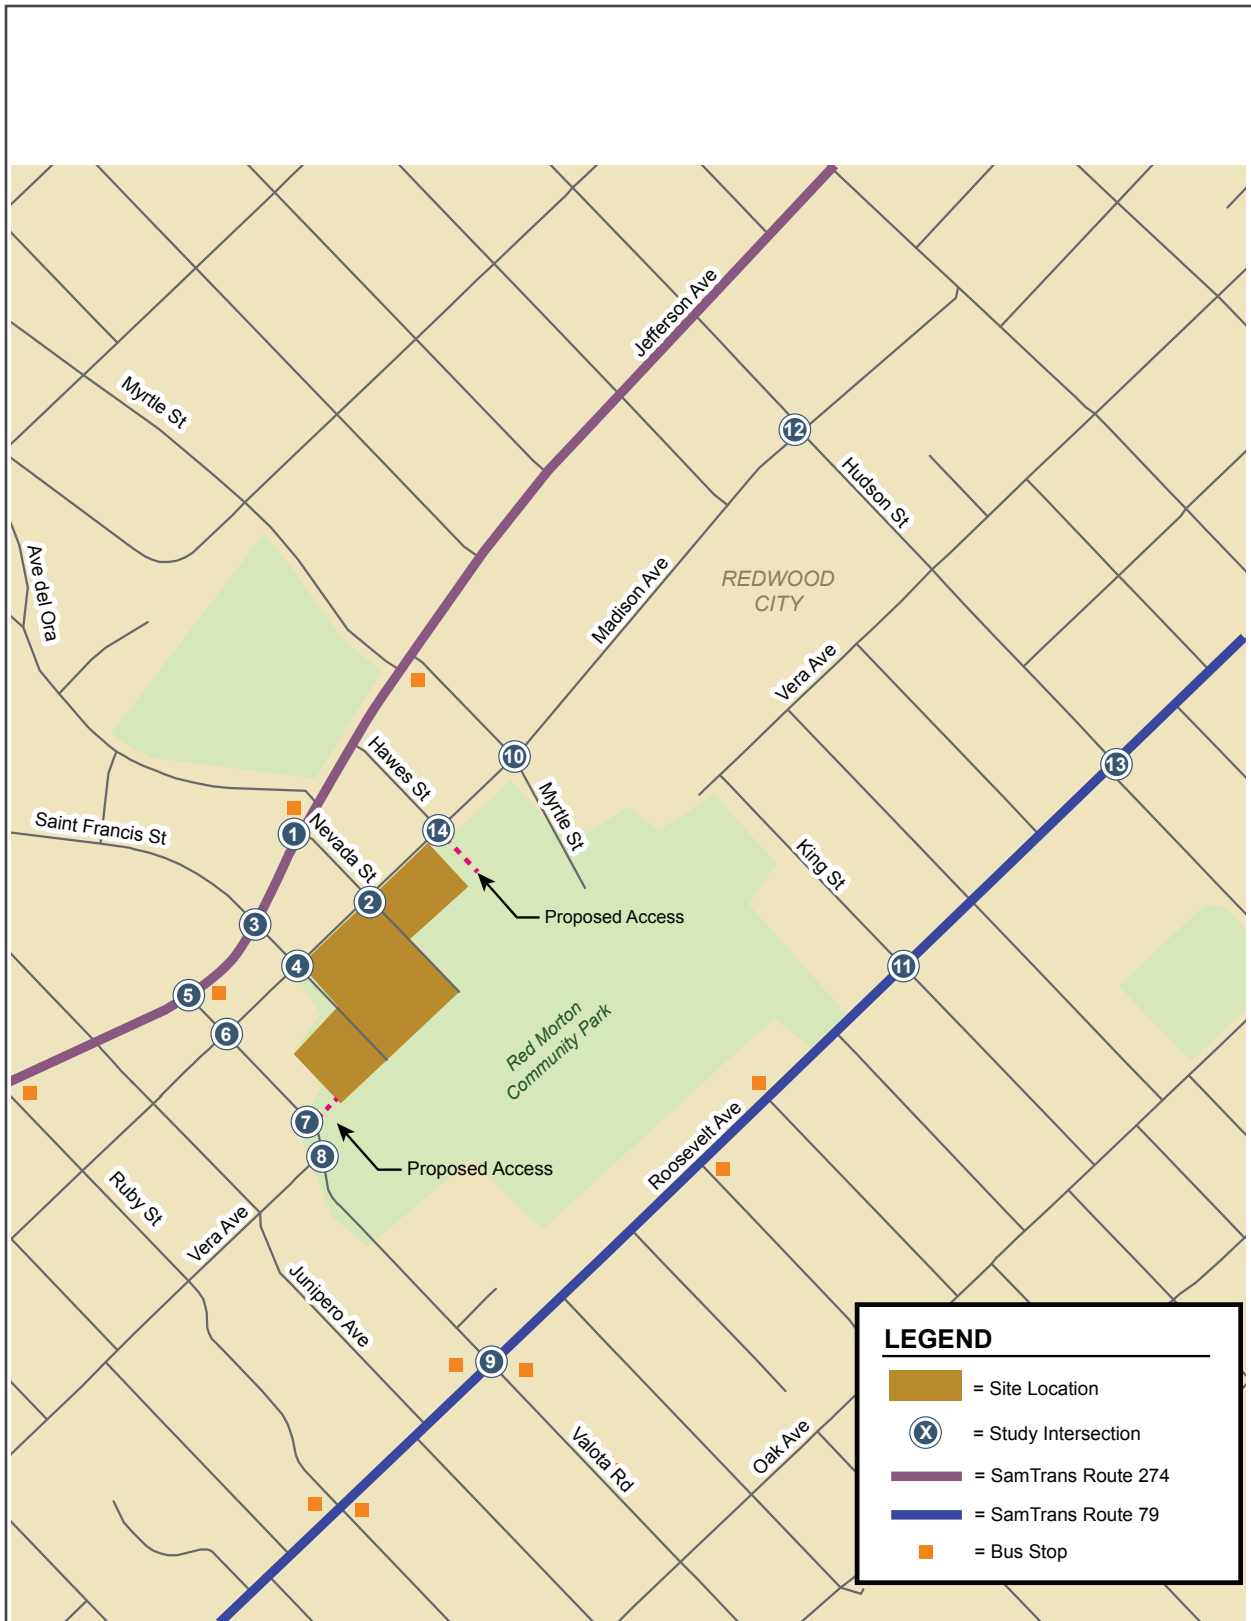 Jefferson Ave
Myrtle St
12
Hudson St
Ave del Ora
REDWOOD
CITY
Madison Ave
Vera Ave
Hawes St
10
13
Myrtle St
Saint Francis St
1
Nevada St
14
King St
2
Proposed Access
3
4
11
5
6
Red Morton
Community Park
7
8
Proposed Access
Roosevelt Ave
Ruby St
Vera Ave
Junipero Ave
9
Valota Rd
Oak Ave
LEGEND
= Site Location
X = Study Intersection
= SamTrans Route 274
= SamTrans Route 79
= Bus Stop